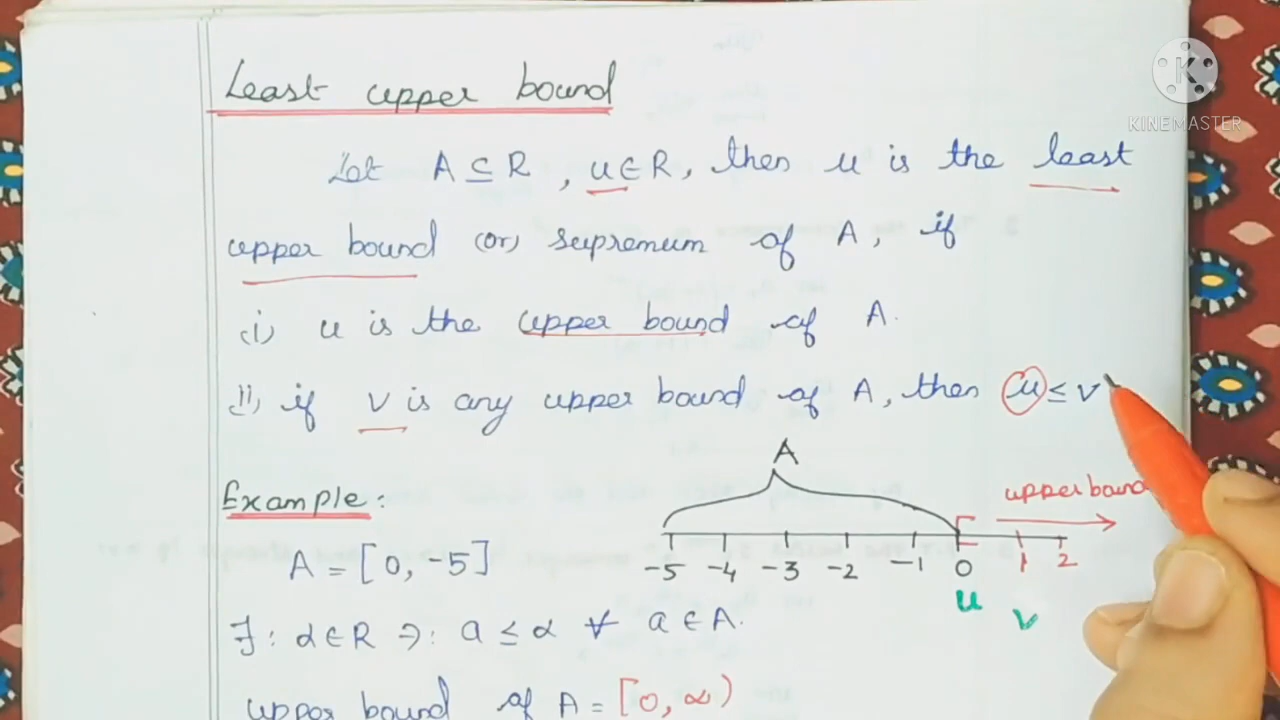 Least upper bound
K
KINEMASTER
Let A ⊆ R, u ∈ R, then u is the least
upper bound (or) supremum of A, if
(i) u is the upper bound of A.
(ii) if v is any upper bound of A, then u ≤ v
A
Example:
upper bound
A = [0, -5]
-5 -4 -3 -2 -1 0 1 2
u v
∃: α ∈ R ∋: a ≤ α ∀ a ∈ A.
upper bound of A = [0, ∞)